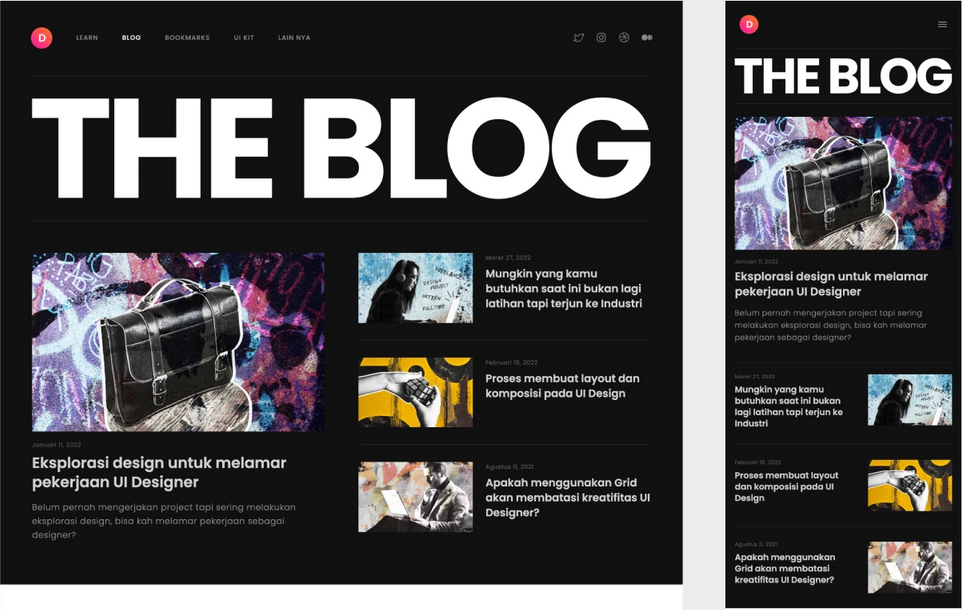 D LEARN BLOG BOOKMARKS UI KIT LAIN NYA
THE BLOG
Januari 11, 2022
Eksplorasi design untuk melamar
pekerjaan UI Designer
Belum pernah mengerjakan project tapi sering melakukan
eksplorasi design, bisa kah melamar pekerjaan sebagai
designer?
Maret 27, 2022
Mungkin yang kamu
butuhkan saat ini bukan lagi
latihan tapi terjun ke Industri
FREELANCE
DESIGN
PROJECT
INTERN
FULL TIME
Februari 15, 2022
Proses membuat layout dan
komposisi pada UI Design
Agustus 11, 2021
Apakah menggunakan Grid
akan membatasi kreatifitas UI
Designer?
D
THE BLOG
Januari 11, 2022
Eksplorasi design untuk melamar
pekerjaan UI Designer
Belum pernah mengerjakan project tapi sering
melakukan eksplorasi design, bisa kah melamar
pekerjaan sebagai designer?
Maret 27, 2022
Mungkin yang kamu
butuhkan saat ini bukan
lagi latihan tapi terjun ke
Industri
Februari 15, 2022
Proses membuat layout
dan komposisi pada UI
Design
Agustus 11, 2021
Apakah menggunakan
Grid akan membatasi
kreatifitas UI Designer?